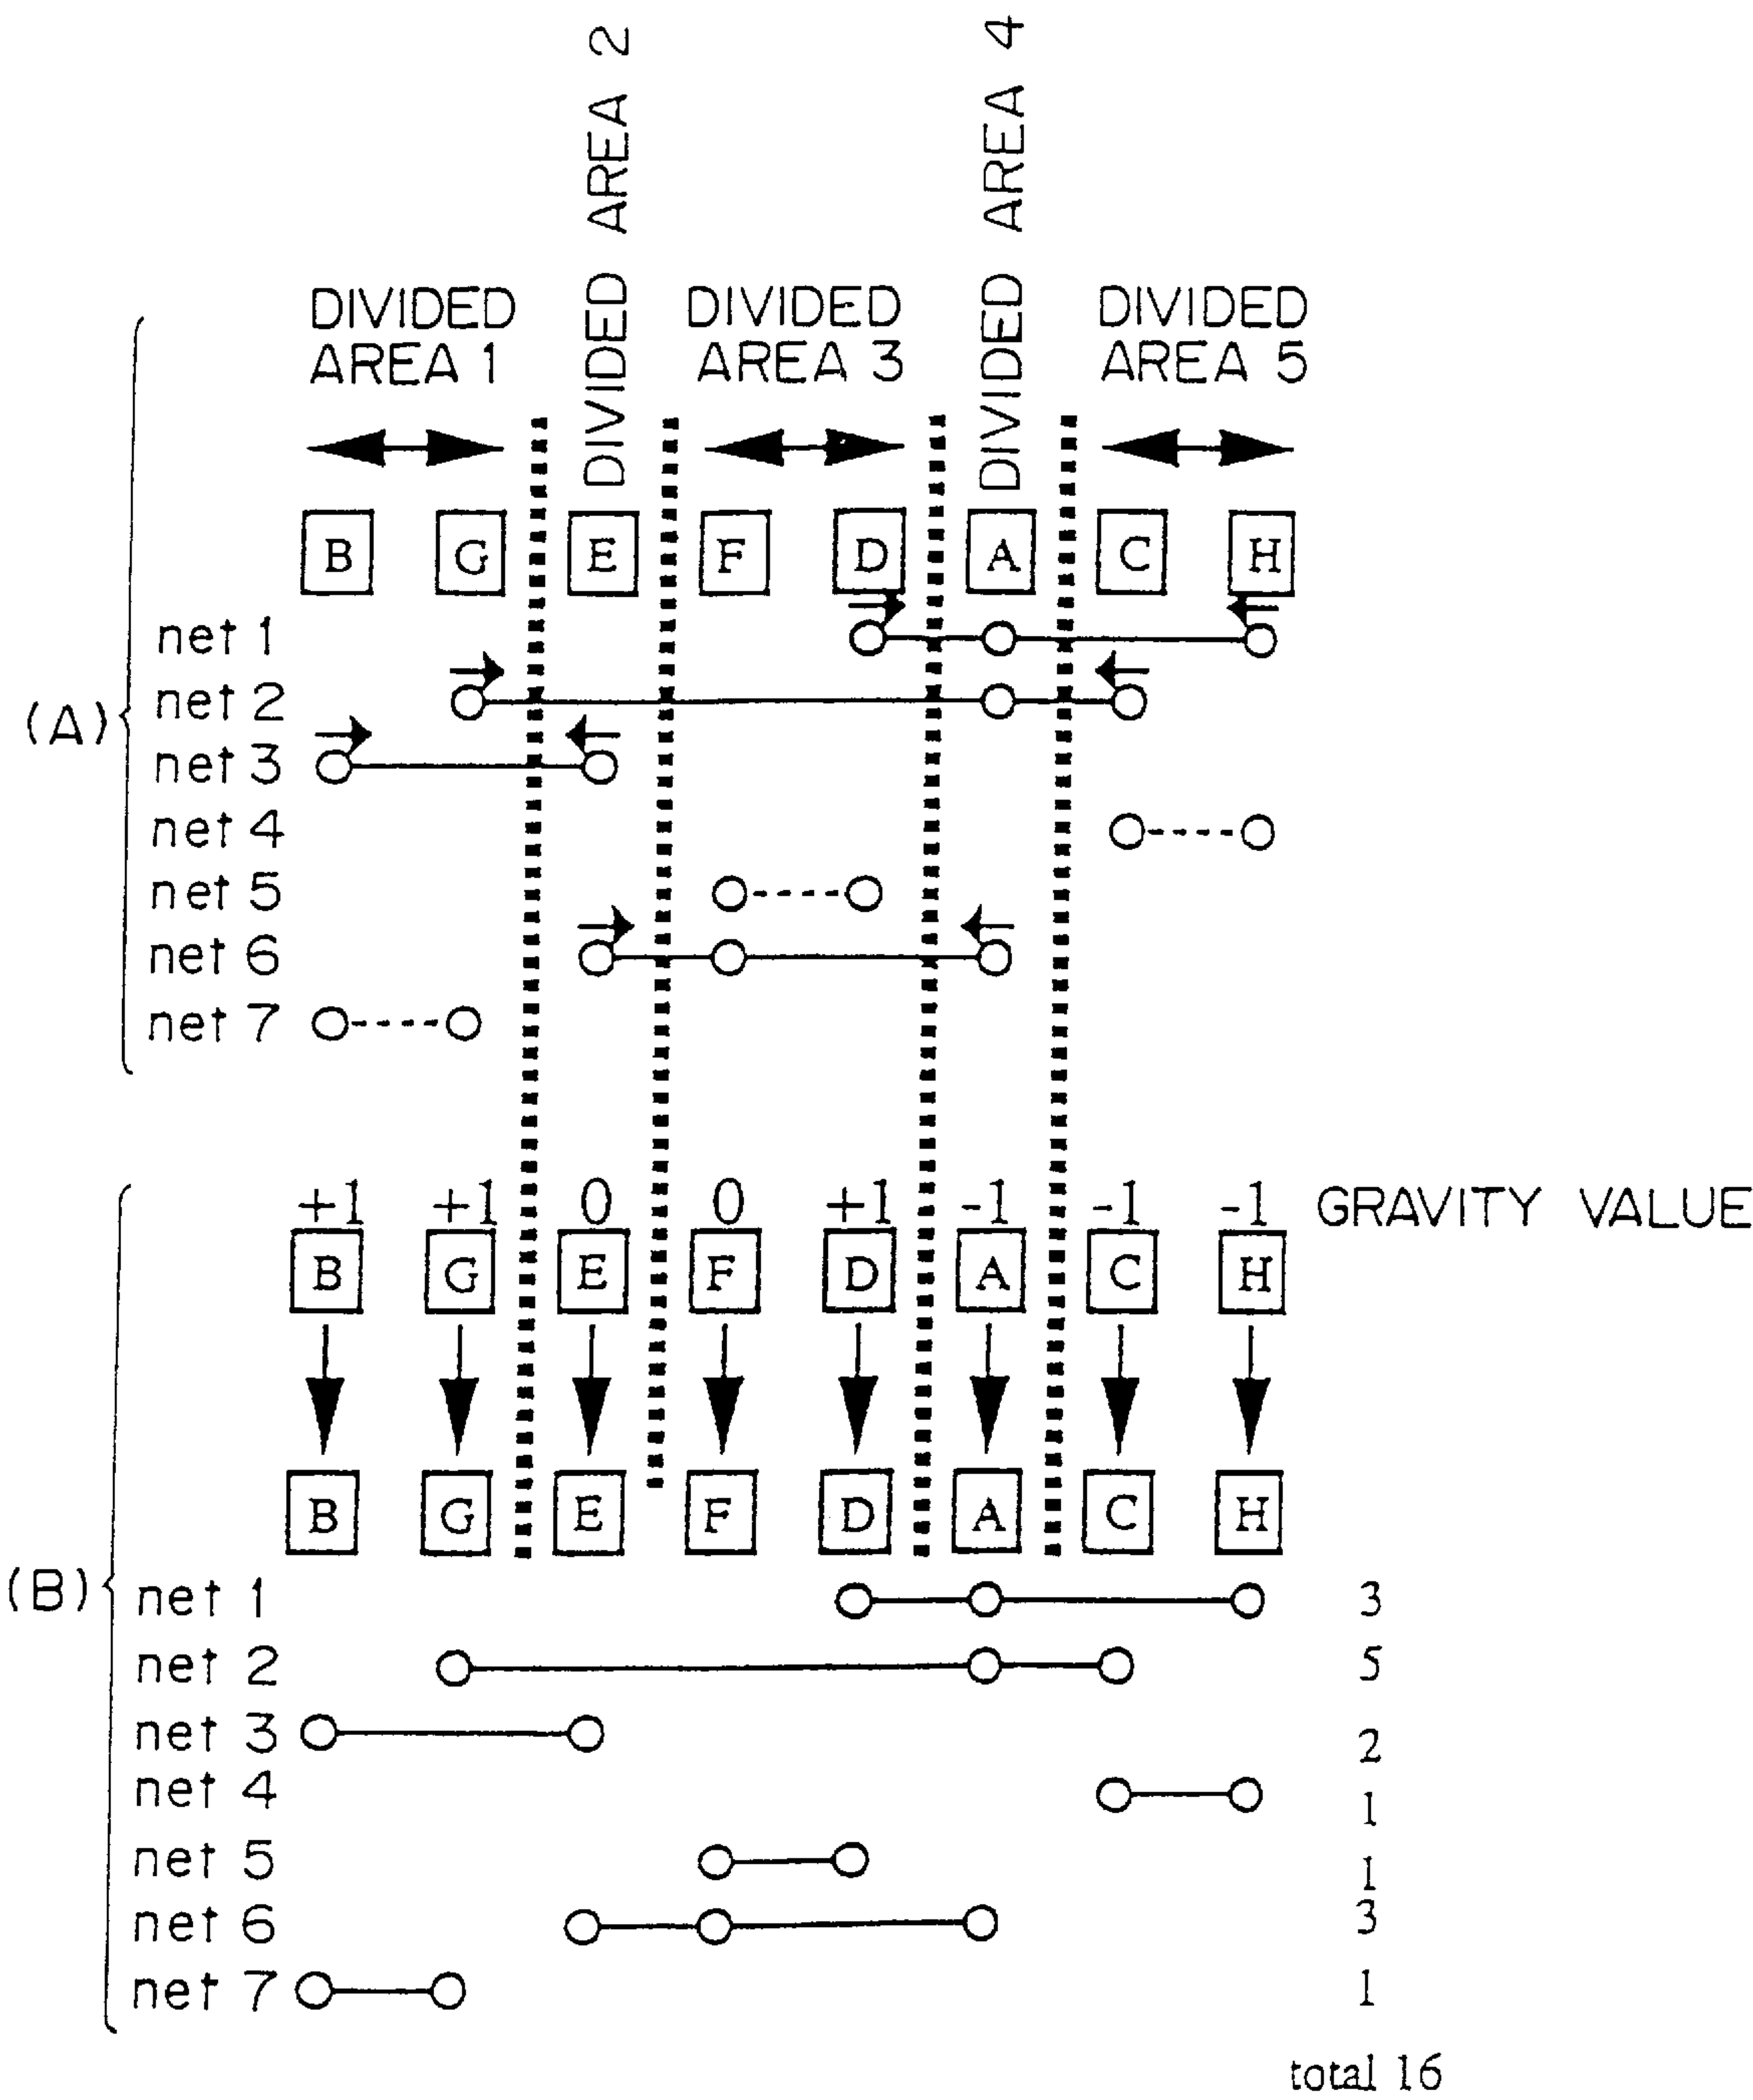 DIVIDED AREA 2
DIVIDED AREA 4
DIVIDED AREA 1
DIVIDED AREA 3
DIVIDED AREA 5
B G E F D A C H
(A)
net 1
net 2
net 3
net 4
net 5
net 6
net 7
+1 +1 0 0 +1 -1 -1 -1 GRAVITY VALUE
B G E F D A C H
B G E F D A C H
(B)
net 1 3
net 2 5
net 3 2
net 4 1
net 5 1
net 6 3
net 7 1
total 16